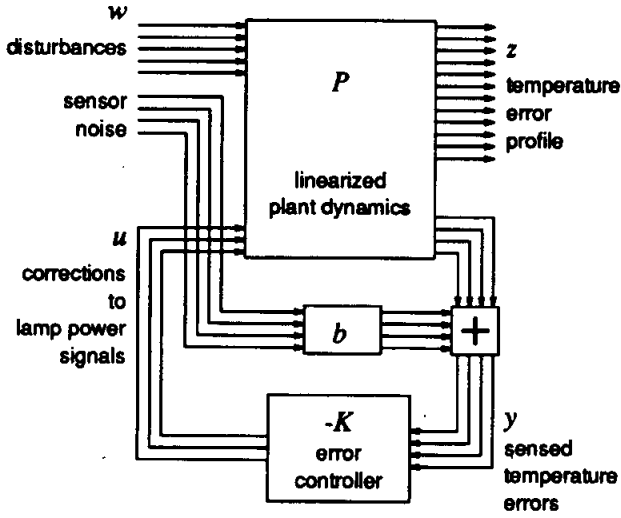 w
disturbances
sensor
noise
P
linearized
plant dynamics
z
temperature
error
profile
u
corrections
to
lamp power
signals
b
+
-K
error
controller
y
sensed
temperature
errors